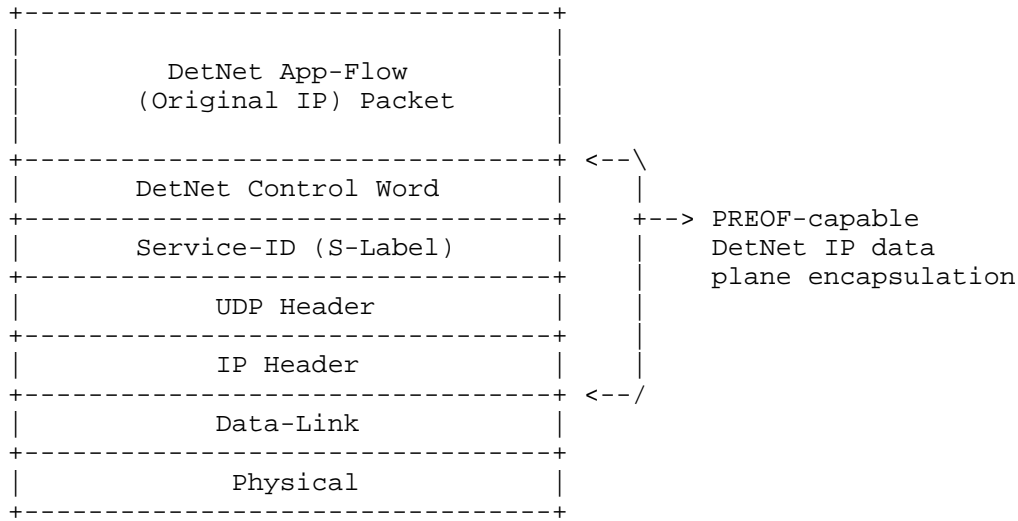 DetNet App-Flow
(Original IP) Packet
DetNet Control Word
PREOF-capable
Service-ID (S-Label)
DetNet IP data
plane encapsulation
UDP Header
IP Header
Data-Link
Physical